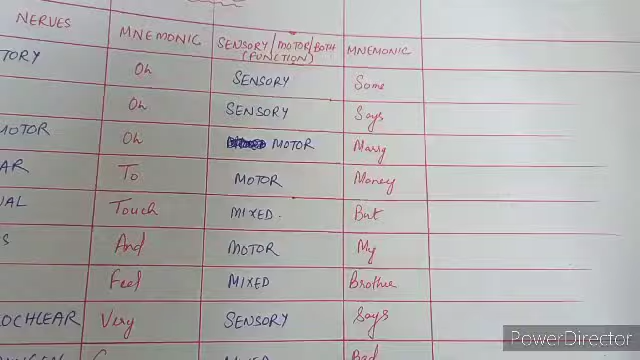 NERVES MNEMONIC SENSORY/MOTOR/BOTH MNEMONIC
(FUNCTION)
TORY Oh SENSORY Some
Oh SENSORY Says
MOTOR Oh MOTOR Marry
AR To MOTOR Money
UAL Touch MIXED. But
S And MOTOR My
Feel MIXED Brother
OCHLEAR Very SENSORY Says
Bad
PowerDirector